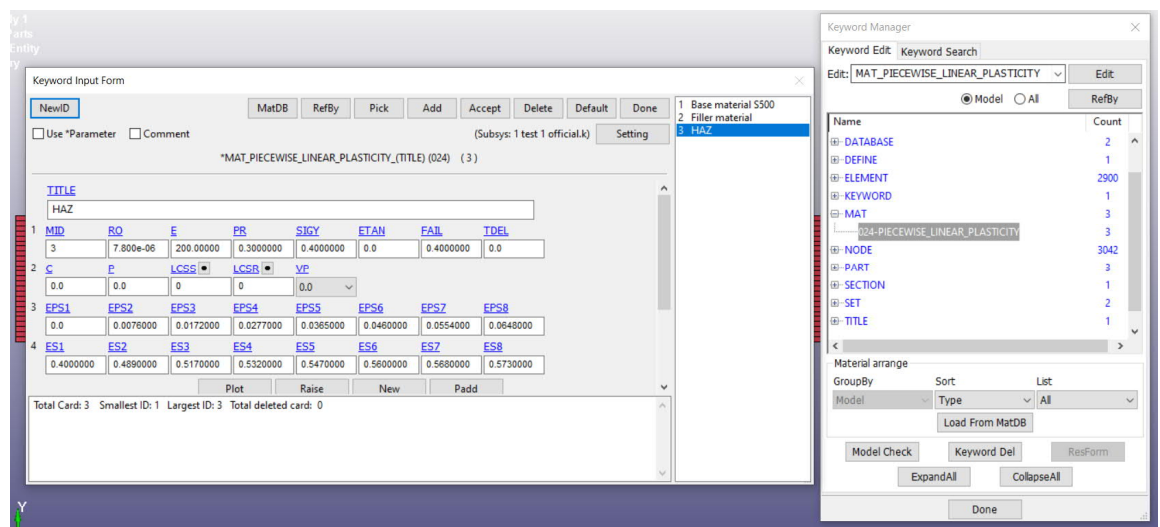 Keyword Input Form
NewID MatDB RefBy Pick Add Accept Delete Default Done
Use *Parameter Comment (Subsys: 1 test 1 official.k) Setting
*MAT_PIECEWISE_LINEAR_PLASTICITY_(TITLE) (024) (3)
TITLE
HAZ
1 MID RO E PR SIGY ETAN FAIL TDEL
3 7.800e-06 200.00000 0.3000000 0.4000000 0.0 0.4000000 0.0
2 C P LCSS LCSR VP
0.0 0.0 0 0 0.0
3 EPS1 EPS2 EPS3 EPS4 EPS5 EPS6 EPS7 EPS8
0.0 0.0076000 0.0172000 0.0277000 0.0365000 0.0460000 0.0554000 0.0648000
4 ES1 ES2 ES3 ES4 ES5 ES6 ES7 ES8
0.4000000 0.4890000 0.5170000 0.5320000 0.5470000 0.5600000 0.5680000 0.5730000
Plot Raise New Padd
Total Card: 3 Smallest ID: 1 Largest ID: 3 Total deleted card: 0
1 Base material S500
2 Filler material
3 HAZ
Y
Keyword Manager
Keyword Edit Keyword Search
Edit: MAT_PIECEWISE_LINEAR_PLASTICITY Edit
Model All RefBy
Name Count
DATABASE 2
DEFINE 1
ELEMENT 2900
KEYWORD 1
MAT 3
024-PIECEWISE_LINEAR_PLASTICITY 3
NODE 3042
PART 3
SECTION 1
SET 2
TITLE 1
Material arrange
GroupBy Sort List
Model Type All
Load From MatDB
Model Check Keyword Del ResForm
ExpandAll CollapseAll
Done